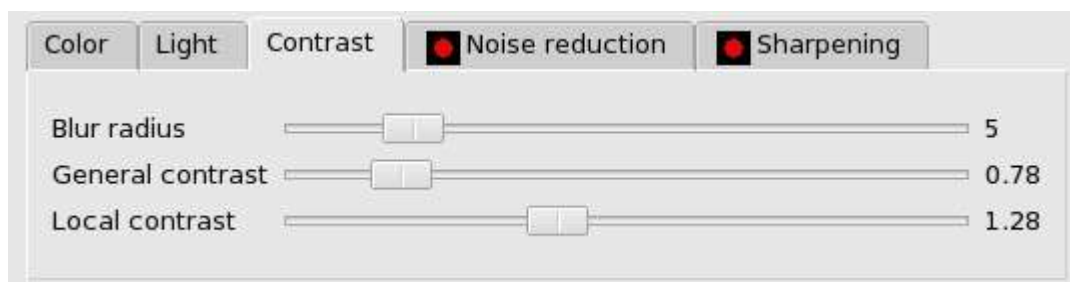 Color Light Contrast Noise reduction Sharpening
Blur radius 5
General contrast 0.78
Local contrast 1.28